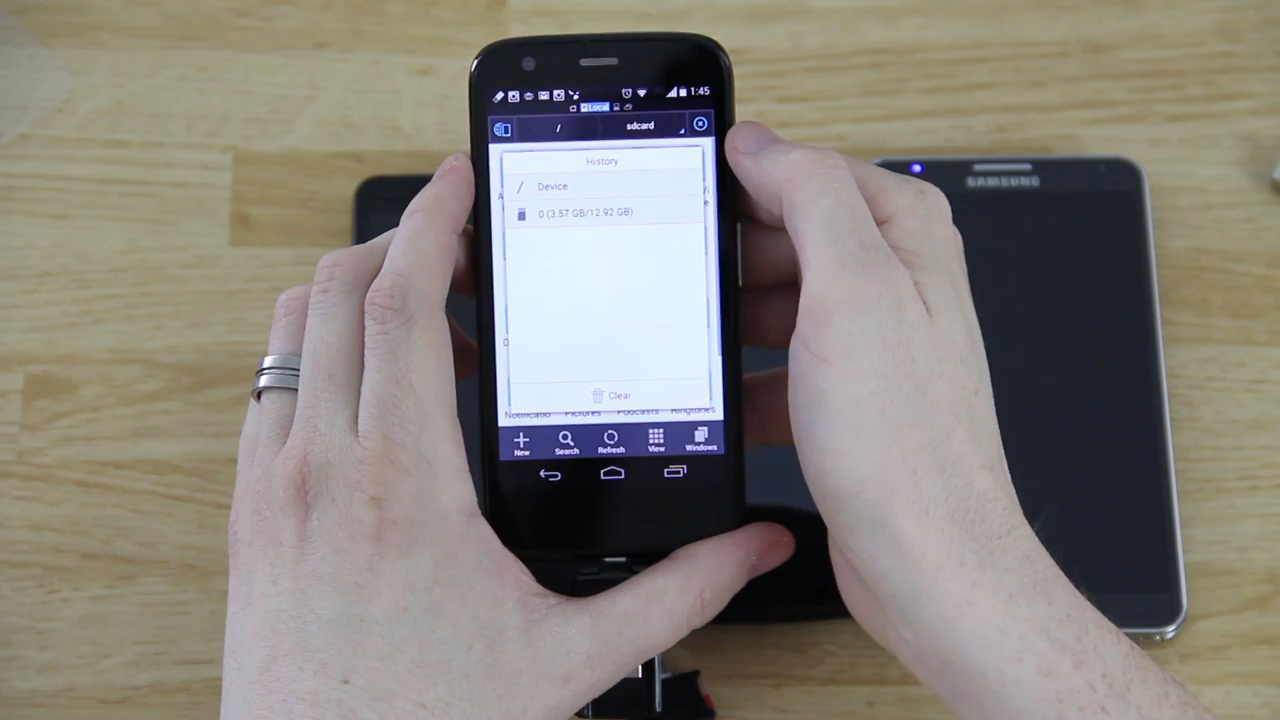 1:45
Local
/ sdcard
History
/ Device
0 (3.57 GB/12.92 GB)
Clear
Notificatio Pictures Podcasts Ringtones
New Search Refresh View Windows
SAMSUNG